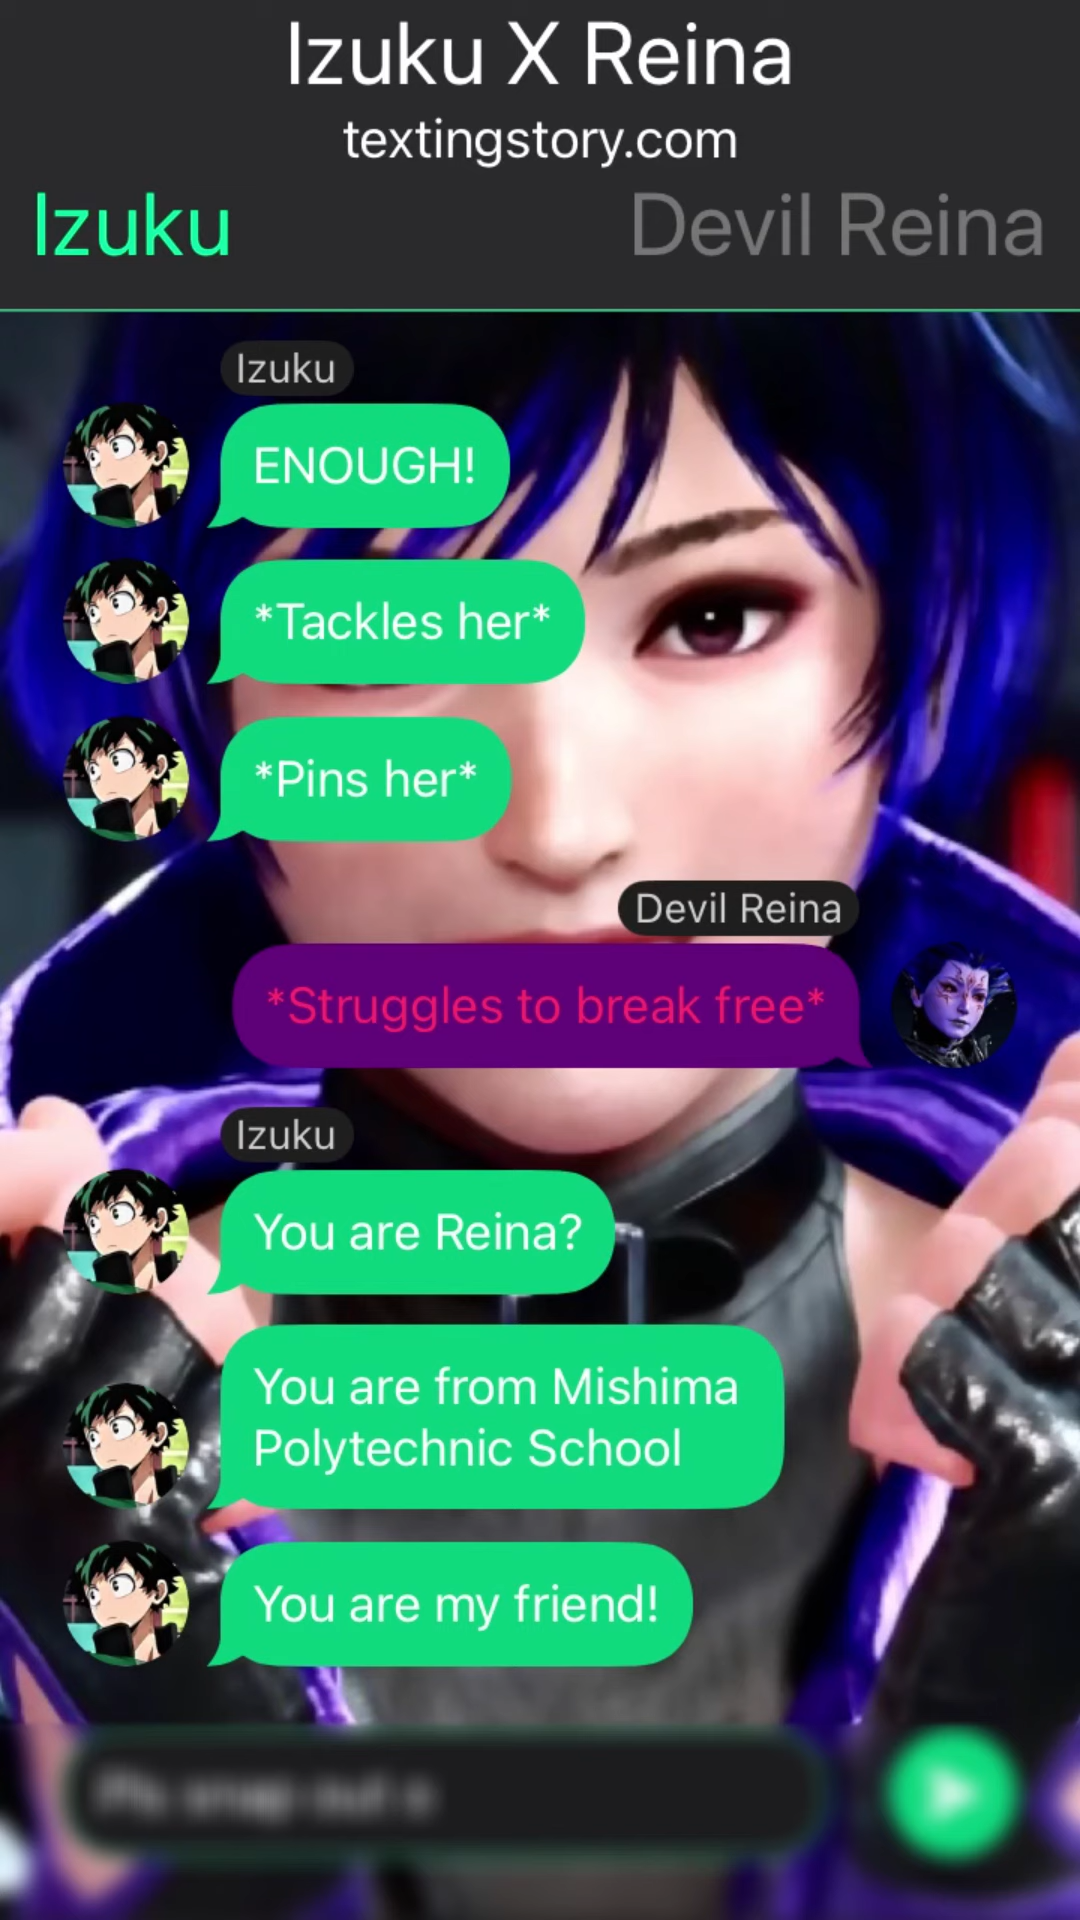 Izuku X Reina
textingstory.com
Izuku
Devil Reina
Izuku
ENOUGH!
*Tackles her*
*Pins her*
Devil Reina
*Struggles to break free*
Izuku
You are Reina?
You are from Mishima
Polytechnic School
You are my friend!